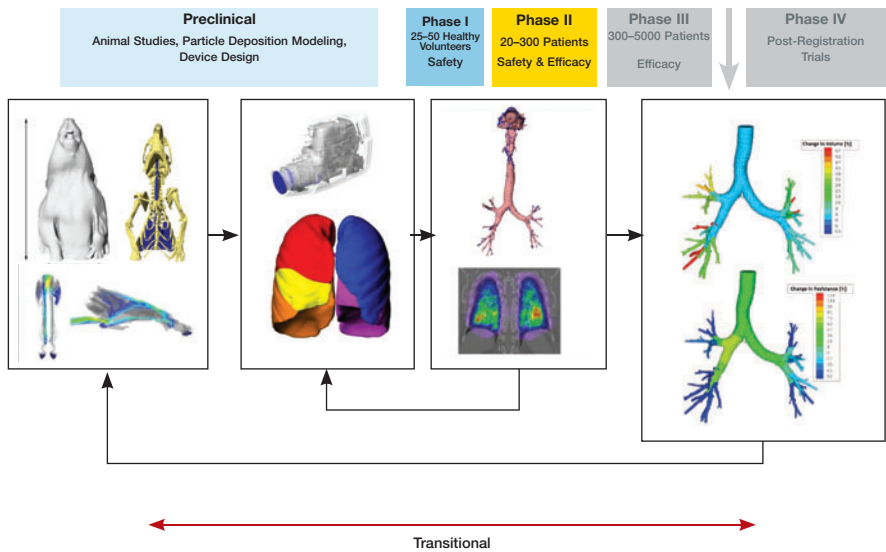 Preclinical
Animal Studies, Particle Deposition Modeling,
Device Design
Phase I
25–50 Healthy
Volunteers
Safety
Phase II
20–300 Patients
Safety & Efficacy
Phase III
300–5000 Patients
Efficacy
Phase IV
Post-Registration
Trials
Change In Volume [%]
Change In Resistance [%]
Transitional